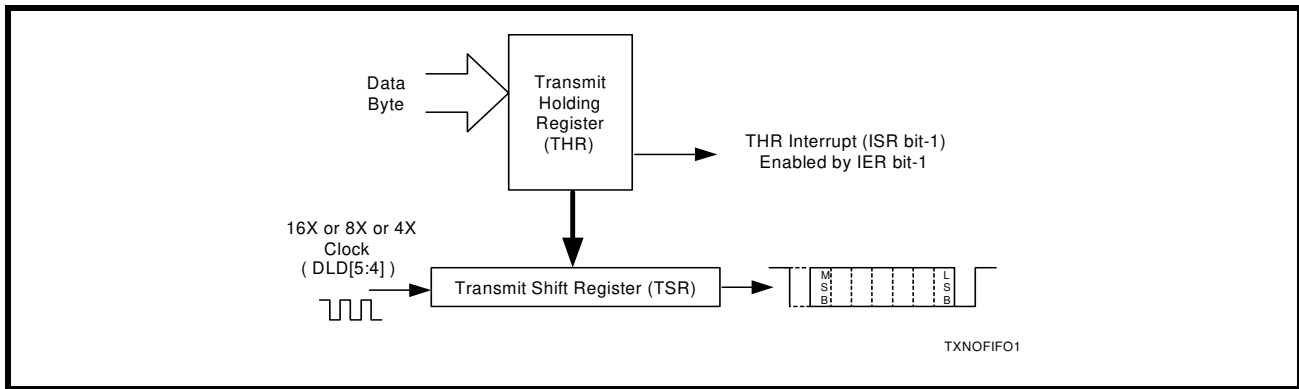 Data
Byte
Transmit
Holding
Register
(THR)
THR Interrupt (ISR bit-1)
Enabled by IER bit-1
16X or 8X or 4X
Clock
( DLD[5:4] )
Transmit Shift Register (TSR)
M
S
B
L
S
B
TXNOFIFO1